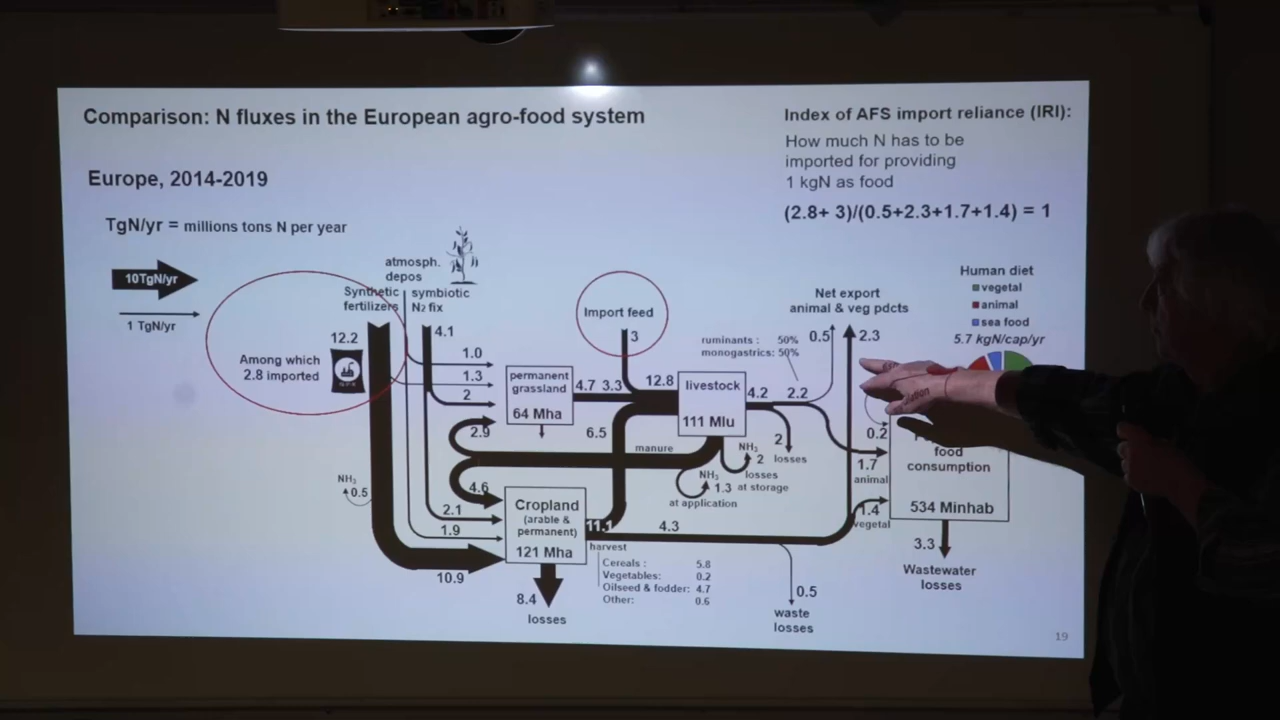 Comparison: N fluxes in the European agro-food system
Index of AFS import reliance (IRI):
How much N has to be
imported for providing
1 kgN as food
(2.8+ 3)/(0.5+2.3+1.7+1.4) = 1
Europe, 2014-2019
TgN/yr = millions tons N per year
10TgN/yr
1 TgN/yr
atmosph.
depos
Synthetic
fertilizers
symbiotic
N2 fix
12.2
Among which
2.8 imported
4.1
1.0
1.3
2
permanent
grassland
64 Mha
4.7
3.3
Import feed
3
12.8
livestock
111 Mlu
ruminants : 50%
monogastrics: 50%
Net export
animal & veg pdcts
0.5
2.3
Human diet
vegetal
animal
sea food
5.7 kgN/cap/yr
4.2
2.2
2
losses
0.2
food
consumption
534 Minhab
1.7
animal
1.4
vegetal
3.3
Wastewater
losses
2.9
6.5
manure
NH3
2
losses
at storage
NH3
1.3
at application
4.6
NH3
0.5
2.1
1.9
10.9
Cropland
(arable &
permanent)
121 Mha
11.1
4.3
harvest
Cereals : 5.8
Vegetables: 0.2
Oilseed & fodder: 4.7
Other: 0.6
8.4
losses
0.5
waste
losses
19